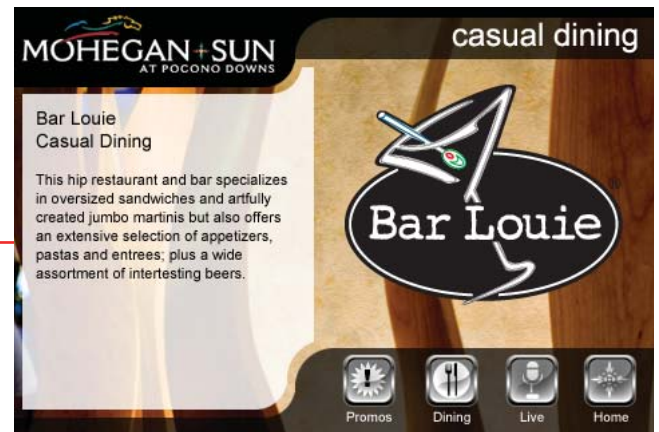 MOHEGAN SUN
AT POCONO DOWNS
casual dining
Bar Louie
Casual Dining
This hip restaurant and bar specializes
in oversized sandwiches and artfully
created jumbo martinis but also offers
an extensive selection of appetizers,
pastas and entrees; plus a wide
assortment of intertesting beers.
Bar Louie
Promos
Dining
Live
Home